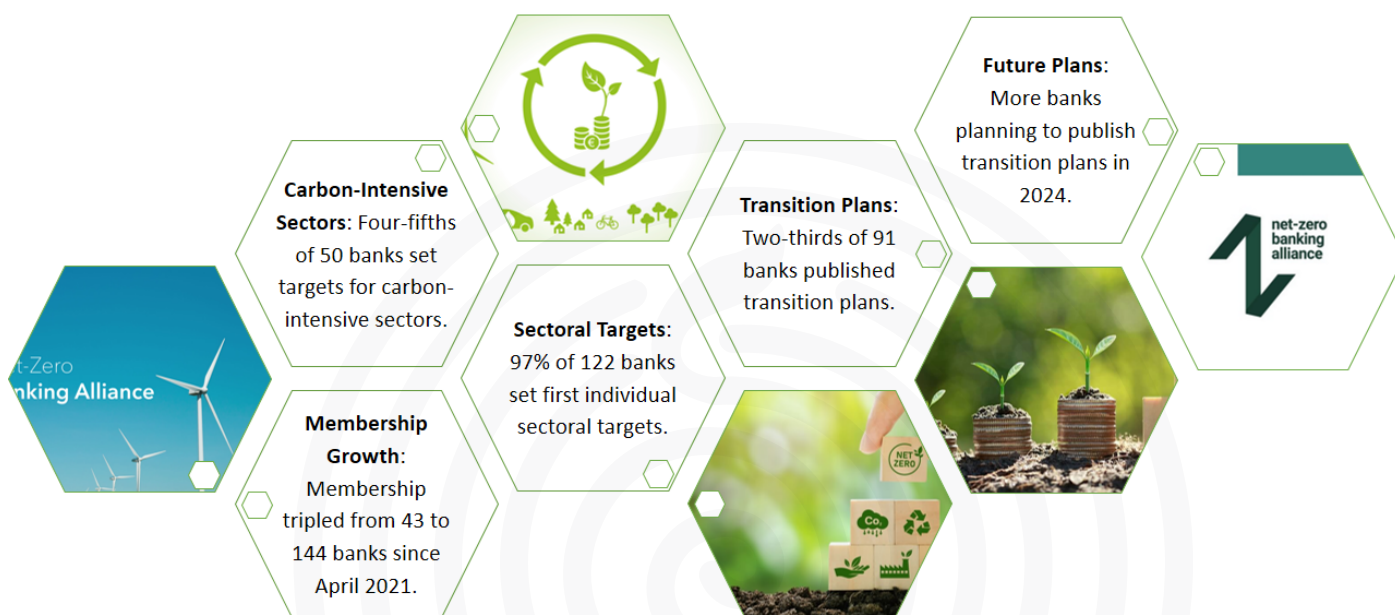 t-Zero
nking Alliance
Carbon-Intensive
Sectors: Four-fifths
of 50 banks set
targets for carbon-
intensive sectors.
Membership
Growth:
Membership
tripled from 43 to
144 banks since
April 2021.
Sectoral Targets:
97% of 122 banks
set first individual
sectoral targets.
Transition Plans:
Two-thirds of 91
banks published
transition plans.
NET
ZERO
Co₂
Future Plans:
More banks
planning to publish
transition plans in
2024.
net-zero
banking
alliance